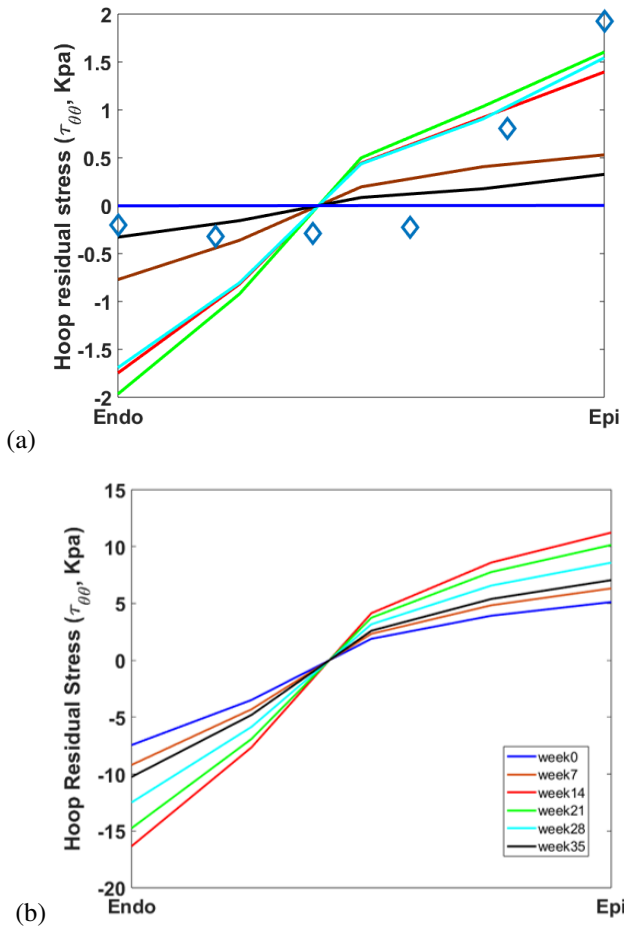 2
1.5
1
0.5
0
-0.5
-1
-1.5
-2
Hoop residual stress (τθθ, Kpa)
Endo
Epi
(a)
15
10
5
0
-5
-10
-15
-20
Hoop Residual Stress (τθθ, Kpa)
week0
week7
week14
week21
week28
week35
Endo
Epi
(b)